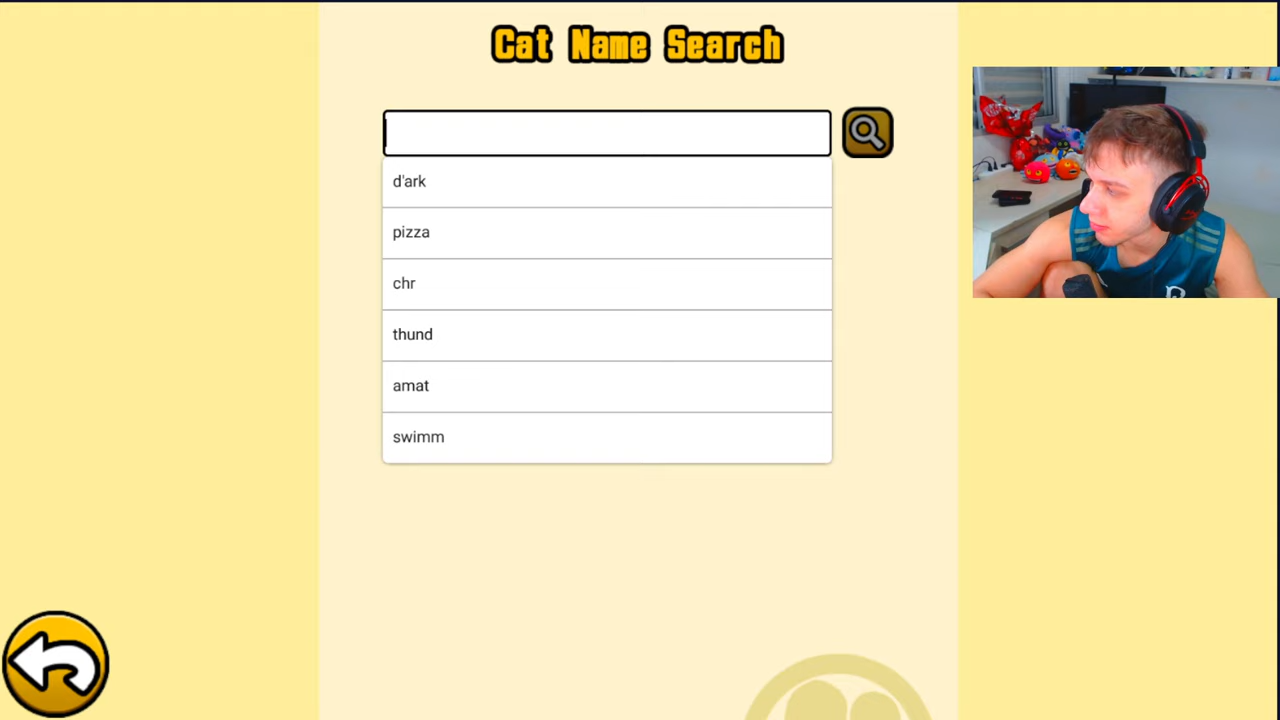 Cat Name Search
d'ark
pizza
chr
thund
amat
swimm